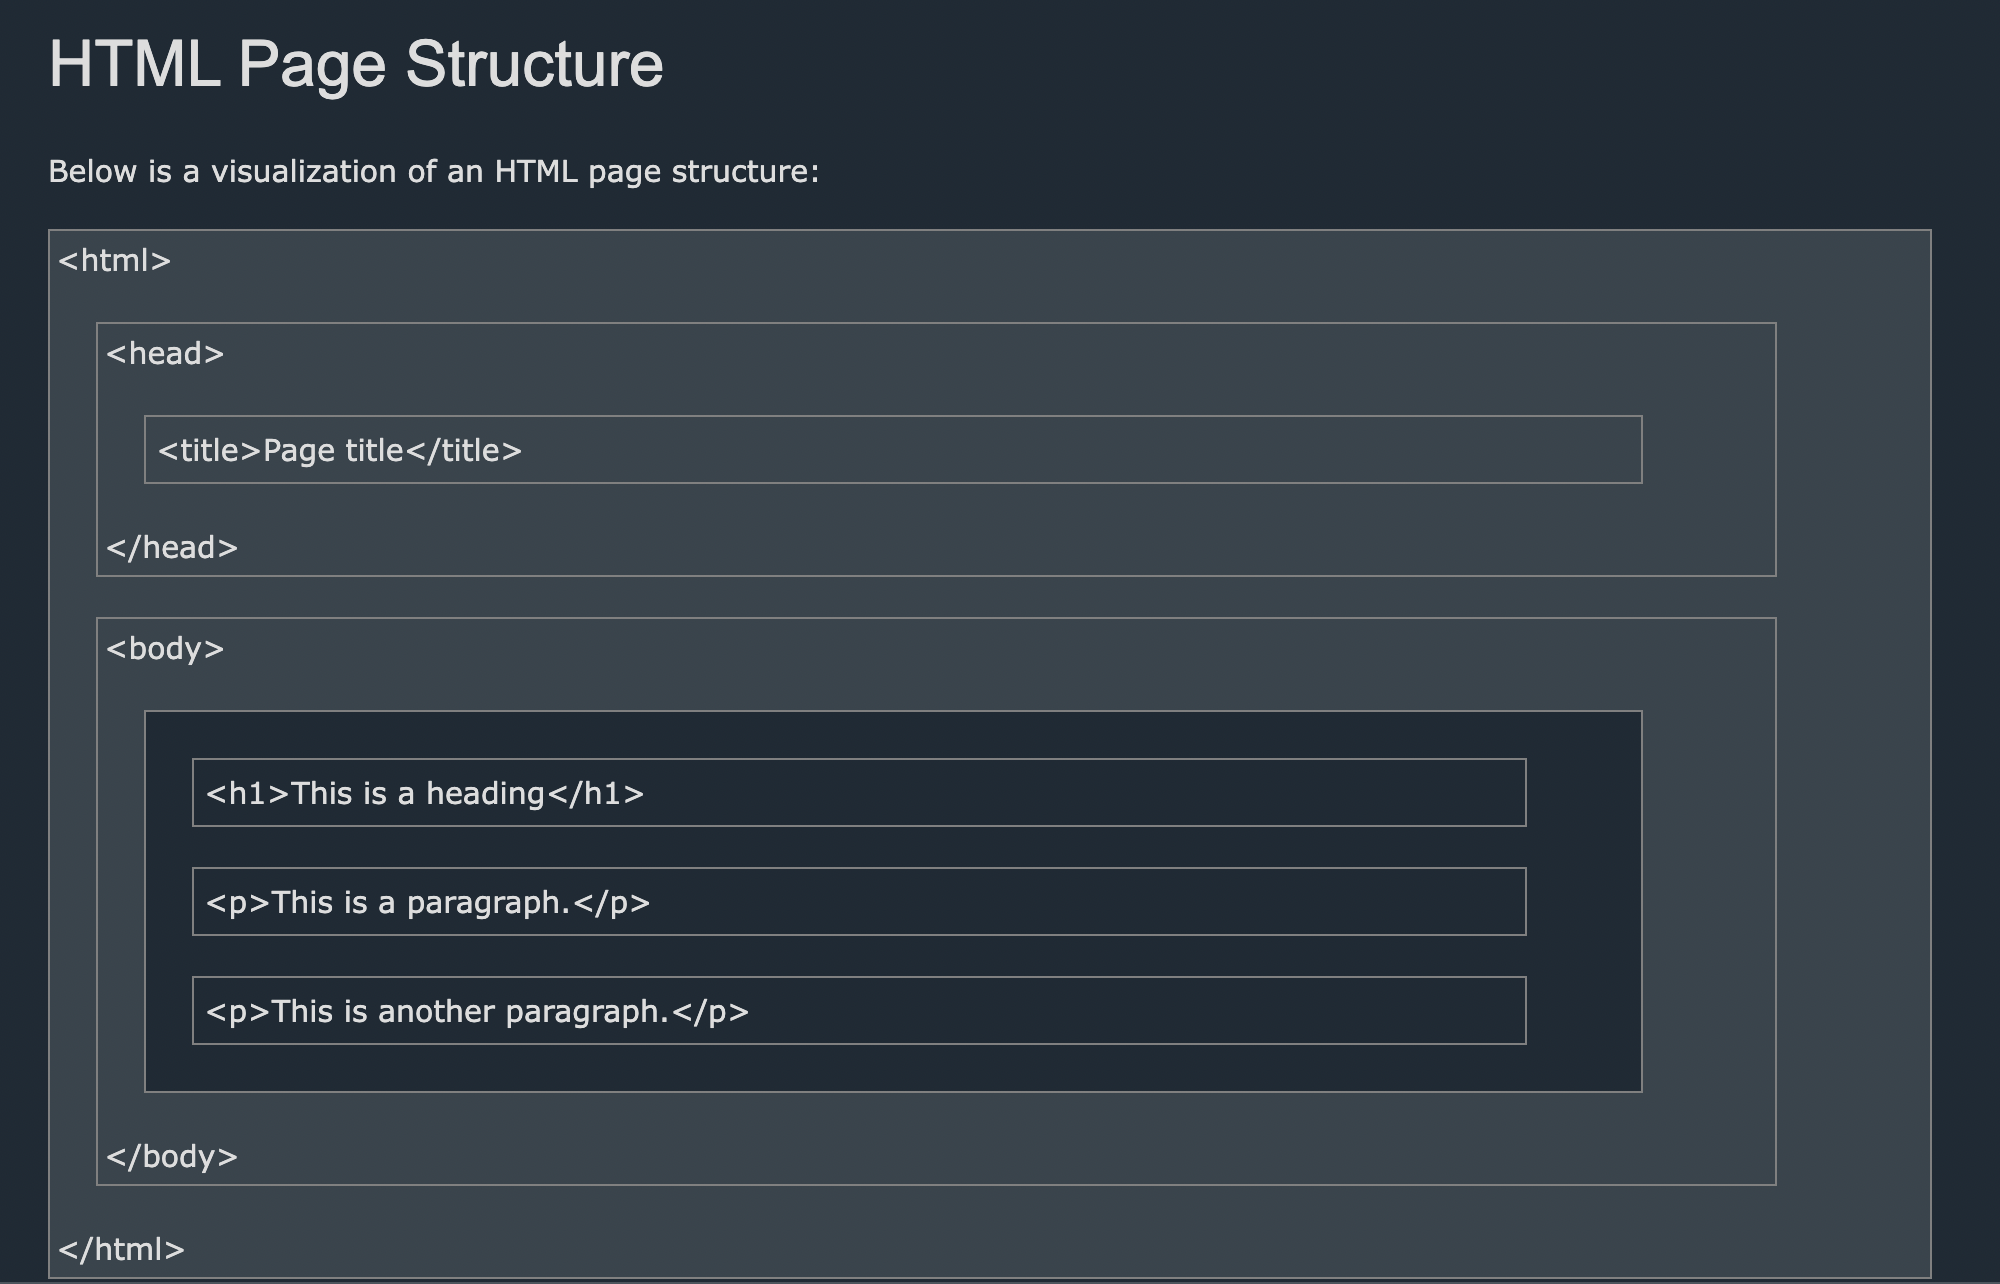 HTML Page Structure
Below is a visualization of an HTML page structure:
<html>
<head>
<title>Page title</title>
</head>
<body>
<h1>This is a heading</h1>
<p>This is a paragraph.</p>
<p>This is another paragraph.</p>
</body>
</html>